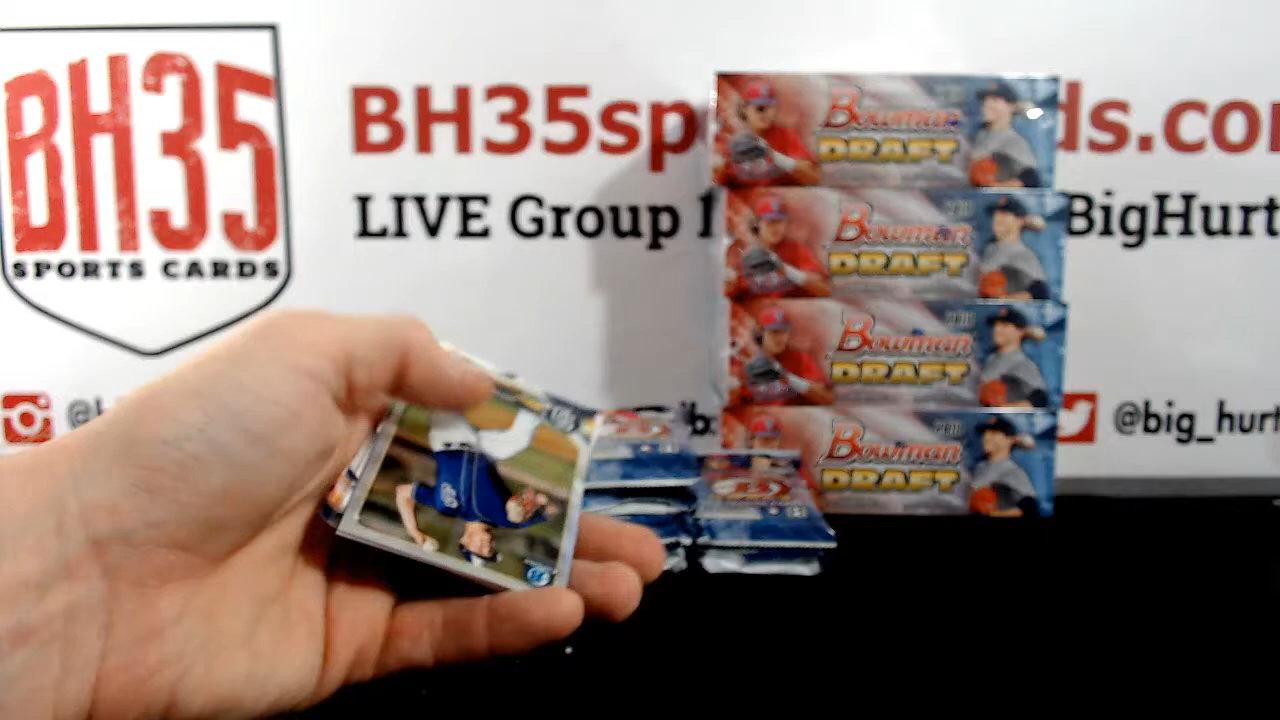 BH35
SPORTS CARDS
BH35sp ds.co
LIVE Group BigHurt
@big_hurt
Bowman
DRAFT
Bowman
DRAFT
Bowman
DRAFT
Bowman
DRAFT